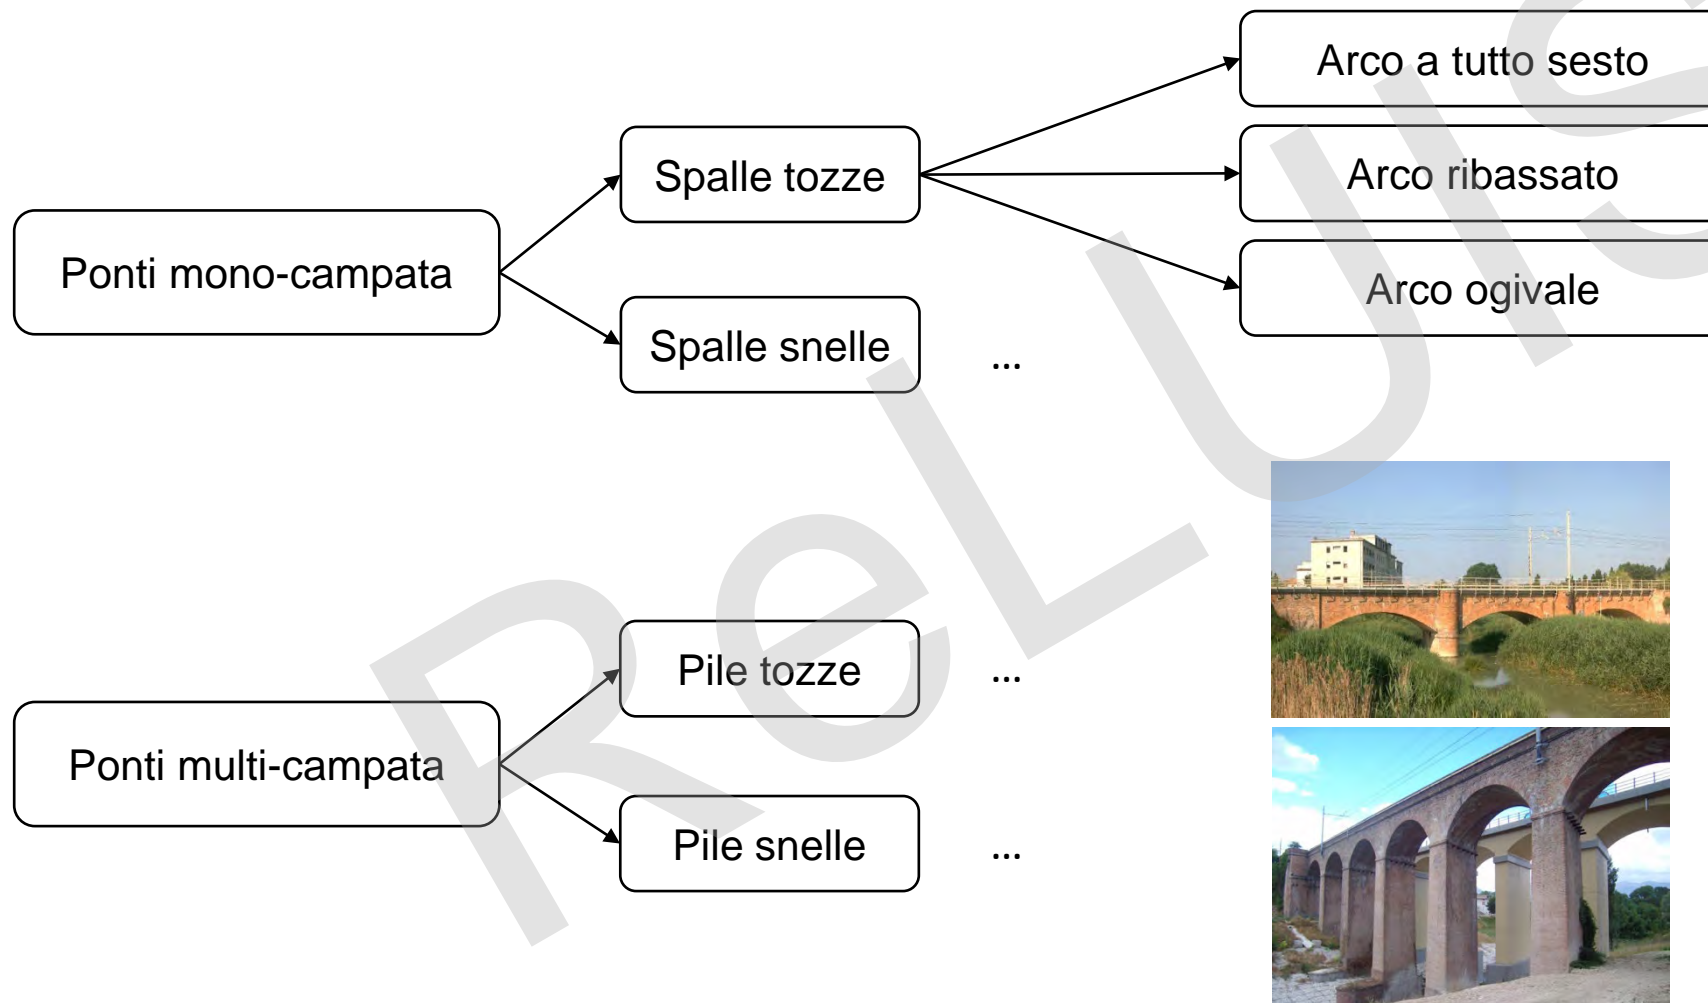 Arco a tutto sesto
Spalle tozze
Arco ribassato
Ponti mono-campata
Arco ogivale
Spalle snelle
...
Pile tozze
...
Ponti multi-campata
Pile snelle
...
ReLUIS